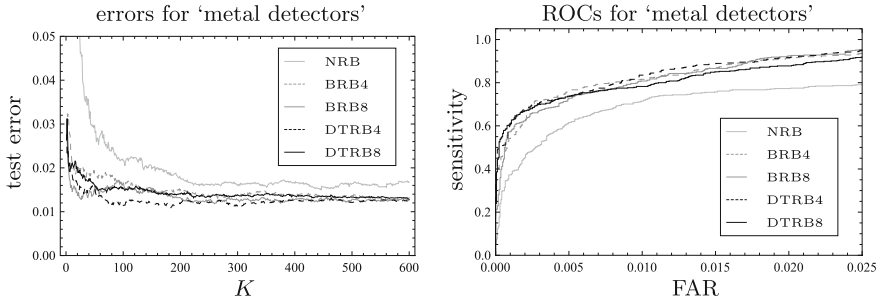 errors for ‘metal detectors’
0.05
0.04
0.03
0.02
0.01
0.00
test error
NRB
BRB4
BRB8
DTRB4
DTRB8
0 100 200 300 400 500 600
K
ROCs for ‘metal detectors’
1.0
0.8
0.6
0.4
0.2
0.0
sensitivity
NRB
BRB4
BRB8
DTRB4
DTRB8
0.000 0.005 0.010 0.015 0.020 0.025
FAR